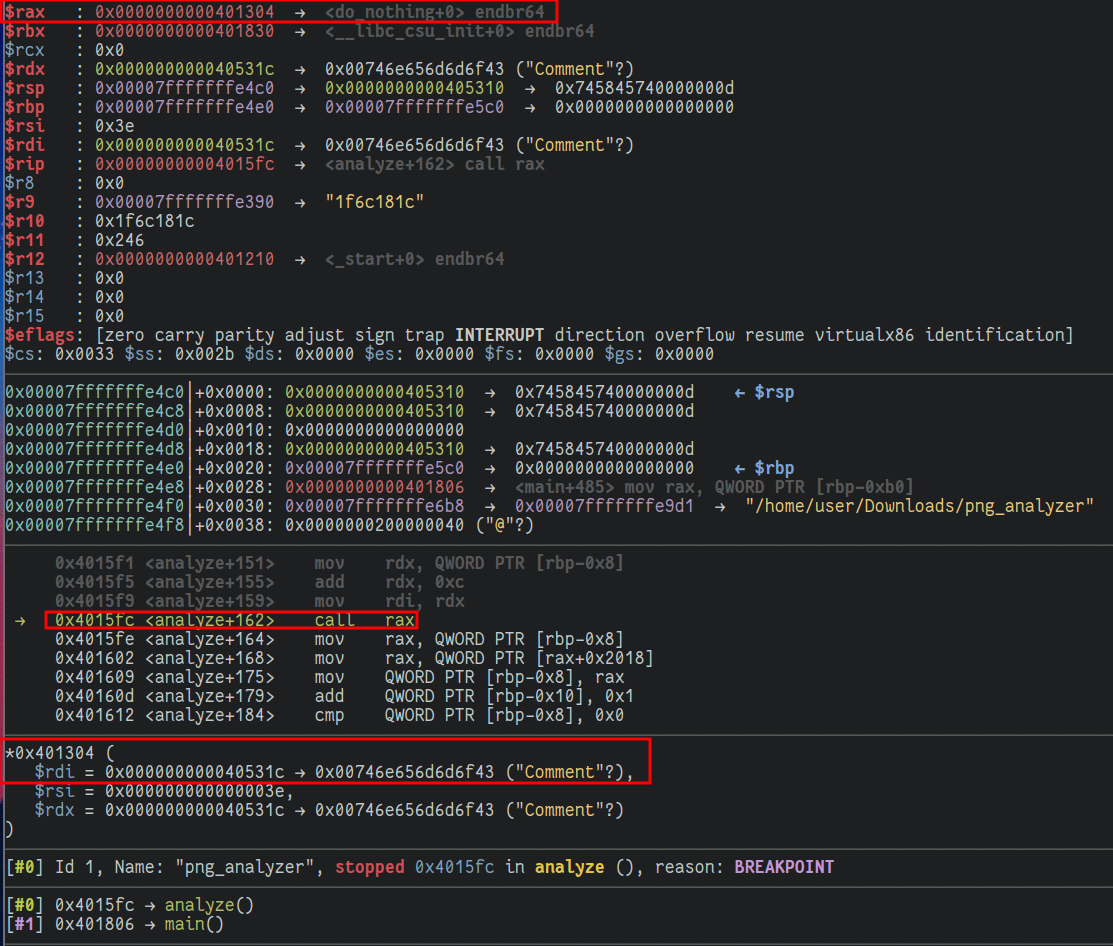 $rax   : 0x0000000000401304  →  <do_nothing+0> endbr64
$rbx   : 0x0000000000401830  →  <__libc_csu_init+0> endbr64
$rcx   : 0x0
$rdx   : 0x000000000040531c  →  0x00746e656d6d6f43 ("Comment"?)
$rsp   : 0x00007fffffffe4c0  →  0x0000000000405310  →  0x745845740000000d
$rbp   : 0x00007fffffffe4e0  →  0x00007fffffffe5c0  →  0x0000000000000000
$rsi   : 0x3e
$rdi   : 0x000000000040531c  →  0x00746e656d6d6f43 ("Comment"?)
$rip   : 0x00000000004015fc  →  <analyze+162> call rax
$r8    : 0x0
$r9    : 0x00007fffffffe390  →  "1f6c181c"
$r10   : 0x1f6c181c
$r11   : 0x246
$r12   : 0x0000000000401210  →  <_start+0> endbr64
$r13   : 0x0
$r14   : 0x0
$r15   : 0x0
$eflags: [zero carry parity adjust sign trap INTERRUPT direction overflow resume virtualx86 identification]
$cs: 0x0033 $ss: 0x002b $ds: 0x0000 $es: 0x0000 $fs: 0x0000 $gs: 0x0000
0x00007fffffffe4c0│+0x0000: 0x0000000000405310  →  0x745845740000000d    ← $rsp
0x00007fffffffe4c8│+0x0008: 0x0000000000405310  →  0x745845740000000d
0x00007fffffffe4d0│+0x0010: 0x0000000000000000
0x00007fffffffe4d8│+0x0018: 0x0000000000405310  →  0x745845740000000d
0x00007fffffffe4e0│+0x0020: 0x00007fffffffe5c0  →  0x0000000000000000    ← $rbp
0x00007fffffffe4e8│+0x0028: 0x0000000000401806  →  <main+485> mov rax, QWORD PTR [rbp-0xb0]
0x00007fffffffe4f0│+0x0030: 0x00007fffffffe6b8  →  0x00007fffffffe9d1  →  "/home/user/Downloads/png_analyzer"
0x00007fffffffe4f8│+0x0038: 0x0000000200000040 ("@"?)
0x4015f1 <analyze+151>    mov    rdx, QWORD PTR [rbp-0x8]
0x4015f5 <analyze+155>    add    rdx, 0xc
0x4015f9 <analyze+159>    mov    rdi, rdx
→   0x4015fc <analyze+162>    call   rax
0x4015fe <analyze+164>    mov    rax, QWORD PTR [rbp-0x8]
0x401602 <analyze+168>    mov    rax, QWORD PTR [rax+0x2018]
0x401609 <analyze+175>    mov    QWORD PTR [rbp-0x8], rax
0x40160d <analyze+179>    add    QWORD PTR [rbp-0x10], 0x1
0x401612 <analyze+184>    cmp    QWORD PTR [rbp-0x8], 0x0
*0x401304 (
$rdi = 0x000000000040531c → 0x00746e656d6d6f43 ("Comment"?),
$rsi = 0x000000000000003e,
$rdx = 0x000000000040531c → 0x00746e656d6d6f43 ("Comment"?)
)
[#0] Id 1, Name: "png_analyzer", stopped 0x4015fc in analyze (), reason: BREAKPOINT
[#0] 0x4015fc → analyze()
[#1] 0x401806 → main()